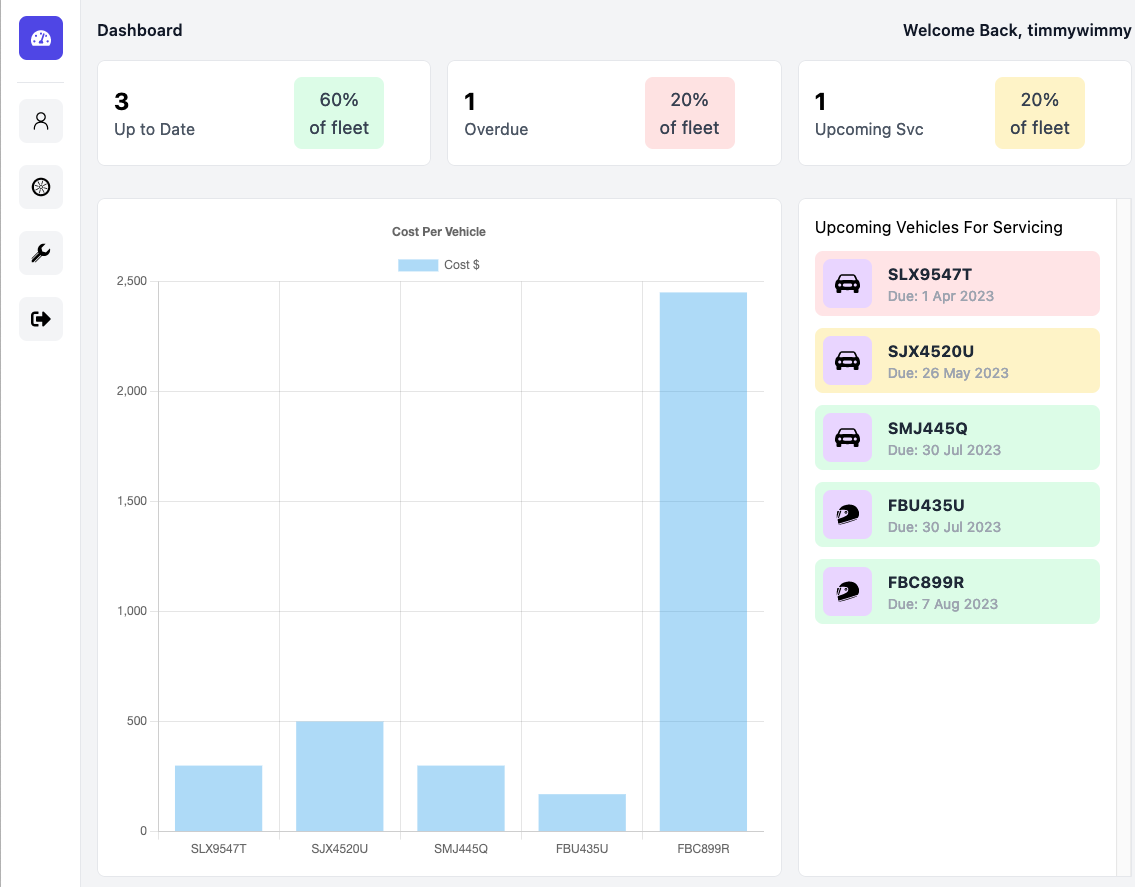 Dashboard
Welcome Back, timmywimmy
3
Up to Date
60%
of fleet
1
Overdue
20%
of fleet
1
Upcoming Svc
20%
of fleet
Cost Per Vehicle
Cost $
2,500
2,000
1,500
1,000
500
0
SLX9547T
SJX4520U
SMJ445Q
FBU435U
FBC899R
Upcoming Vehicles For Servicing
SLX9547T
Due: 1 Apr 2023
SJX4520U
Due: 26 May 2023
SMJ445Q
Due: 30 Jul 2023
FBU435U
Due: 30 Jul 2023
FBC899R
Due: 7 Aug 2023